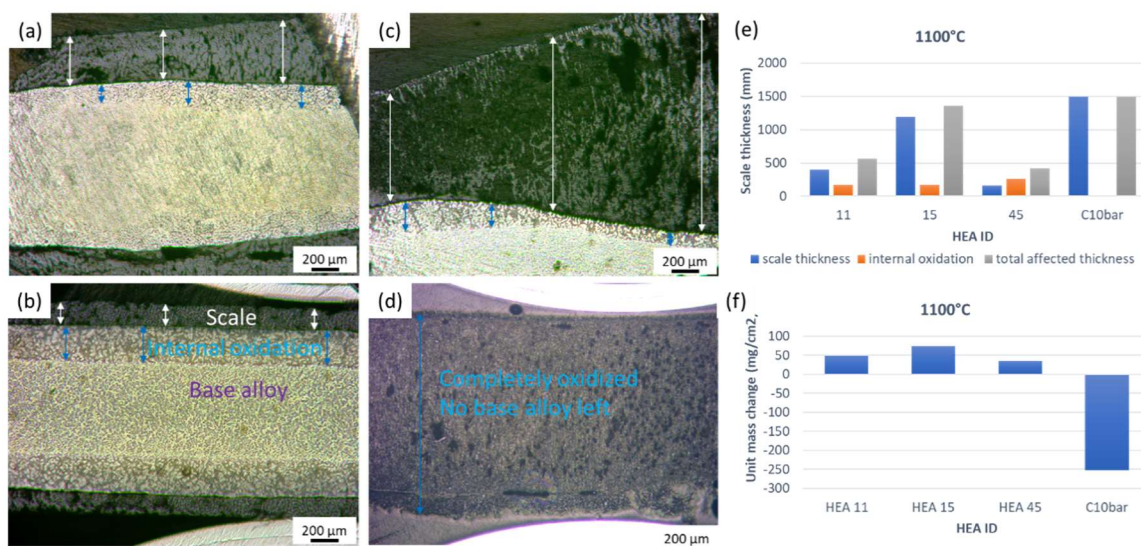 (a)
200 µm
(b)
Scale
Internal oxidation
Base alloy
200 µm
(c)
200 µm
(d)
Completely oxidized
No base alloy left
200 µm
(e)
1100°C
Scale thickness (mm)
2000
1500
1000
500
0
11
15
45
C10bar
HEA ID
scale thickness
internal oxidation
total affected thickness
(f)
1100°C
Unit mass change (mg/cm2,
100
50
0
-50
-100
-150
-200
-250
-300
HEA 11
HEA 15
HEA 45
C10bar
HEA ID